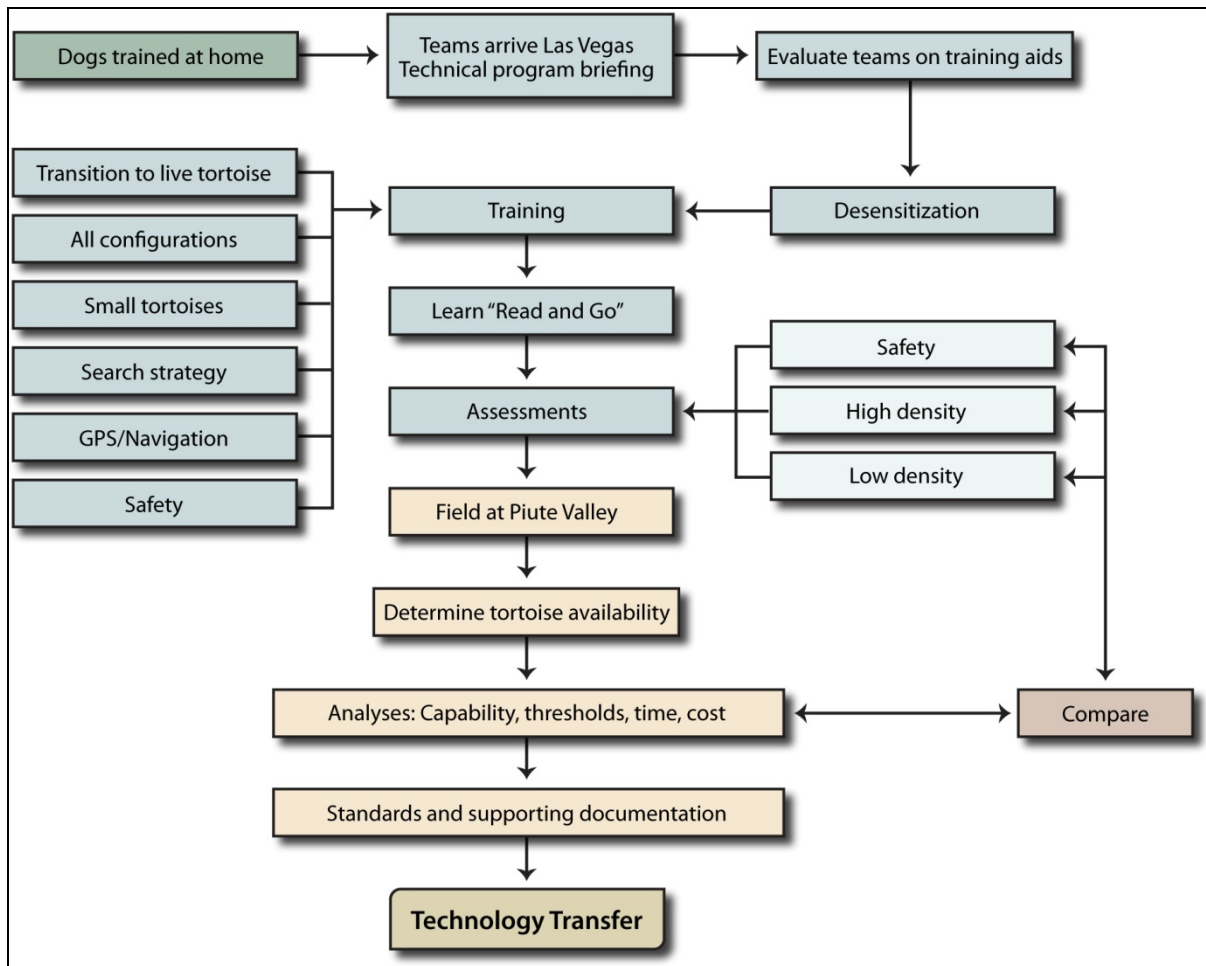 Dogs trained at home
Teams arrive Las Vegas
Technical program briefing
Evaluate teams on training aids
Transition to live tortoise
Training
Desensitization
All configurations
Small tortoises
Learn “Read and Go”
Safety
Search strategy
Assessments
High density
GPS/Navigation
Low density
Safety
Field at Piute Valley
Determine tortoise availability
Analyses: Capability, thresholds, time, cost
Compare
Standards and supporting documentation
Technology Transfer